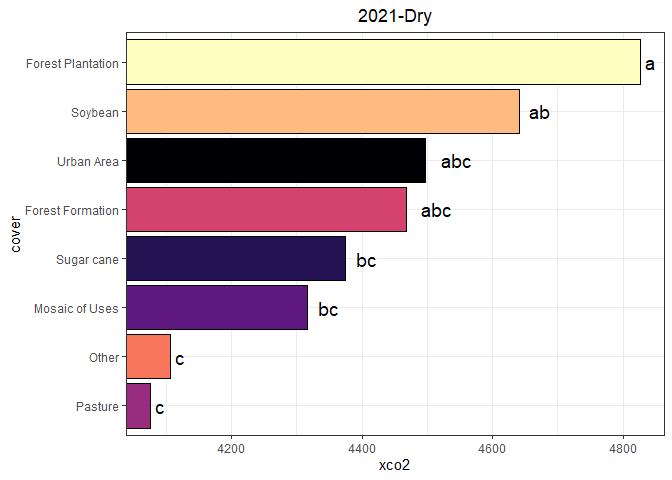 2021-Dry
Forest Plantation a
Soybean ab
Urban Area abc
Forest Formation abc
Sugar cane bc
Mosaic of Uses bc
Other c
Pasture c
cover
4200 4400 4600 4800
xco2